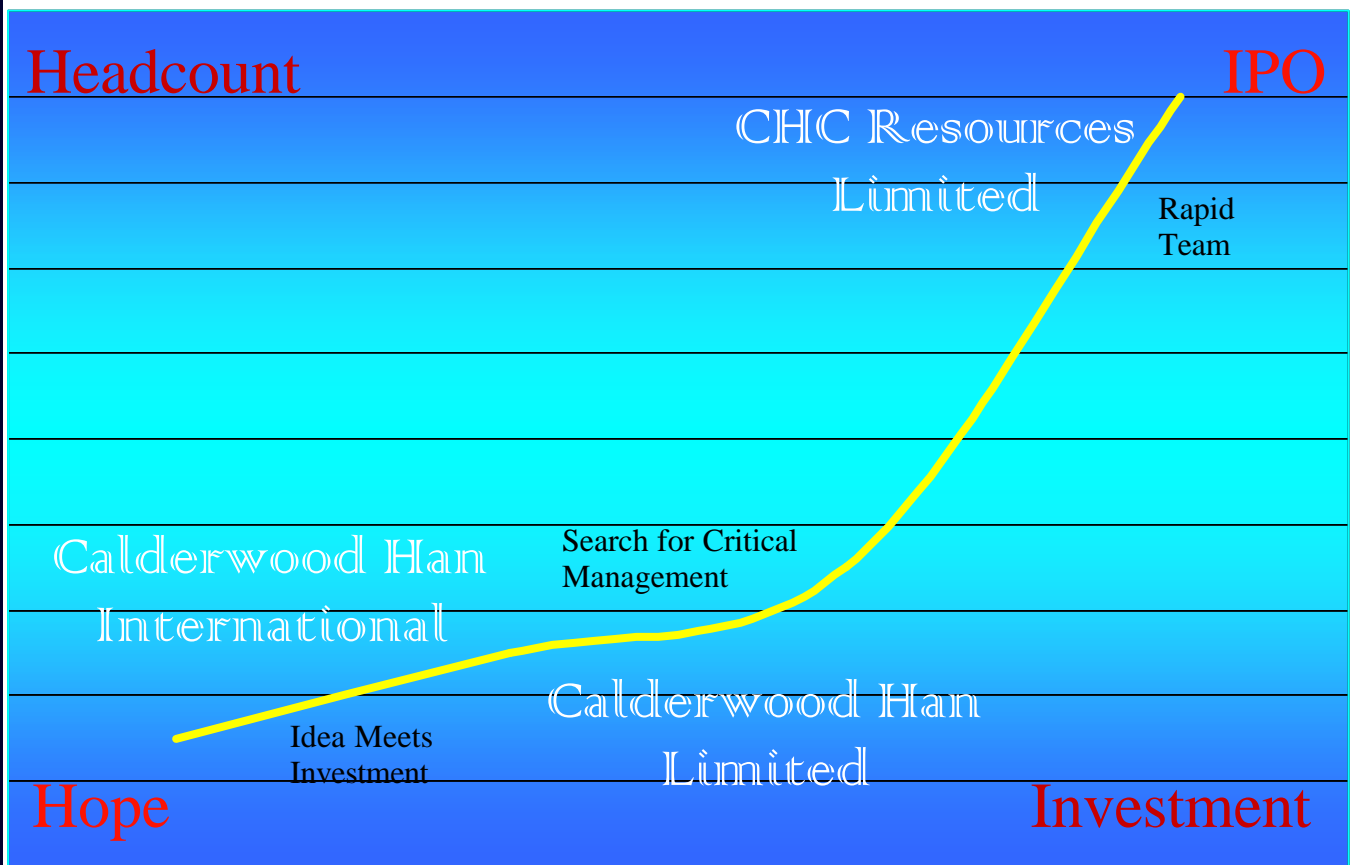 Headcount
IPO
CHC Resources
Limited
Rapid
Team
Search for Critical
Management
Calderwood Han
International
Calderwood Han
Limited
Idea Meets
Investment
Hope
Investment